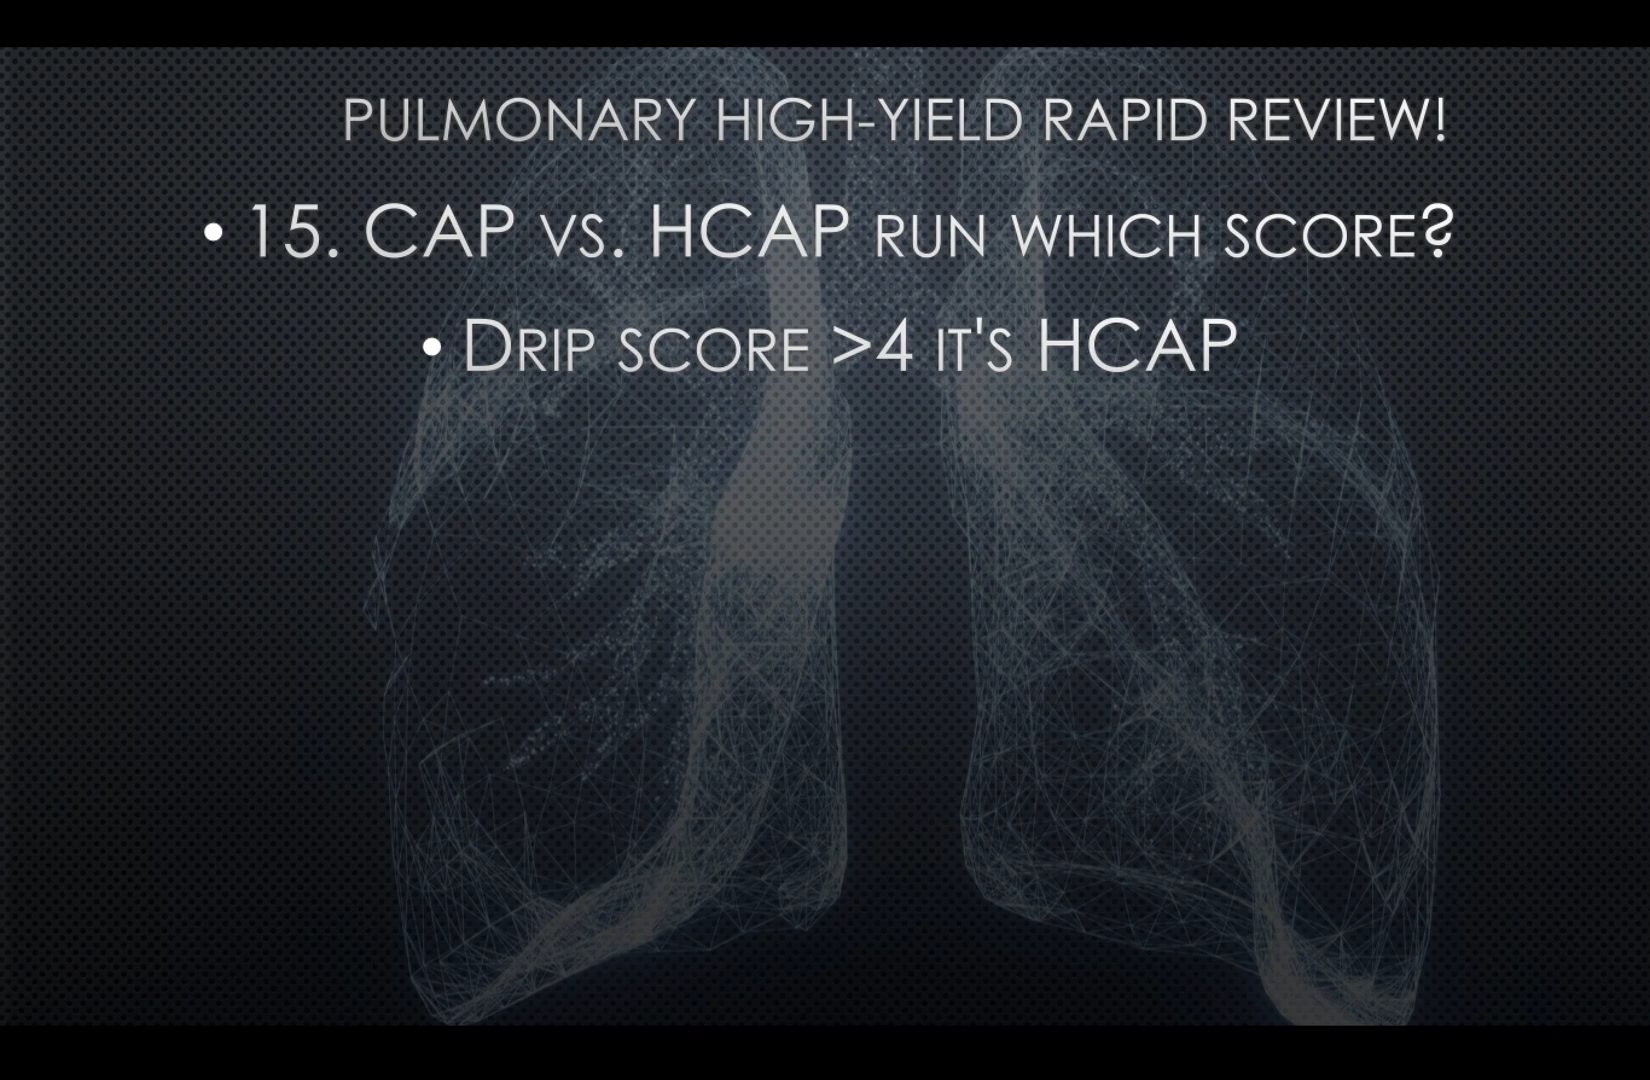 PULMONARY HIGH-YIELD RAPID REVIEW!
• 15. CAP VS. HCAP RUN WHICH SCORE?
• DRIP SCORE >4 IT'S HCAP